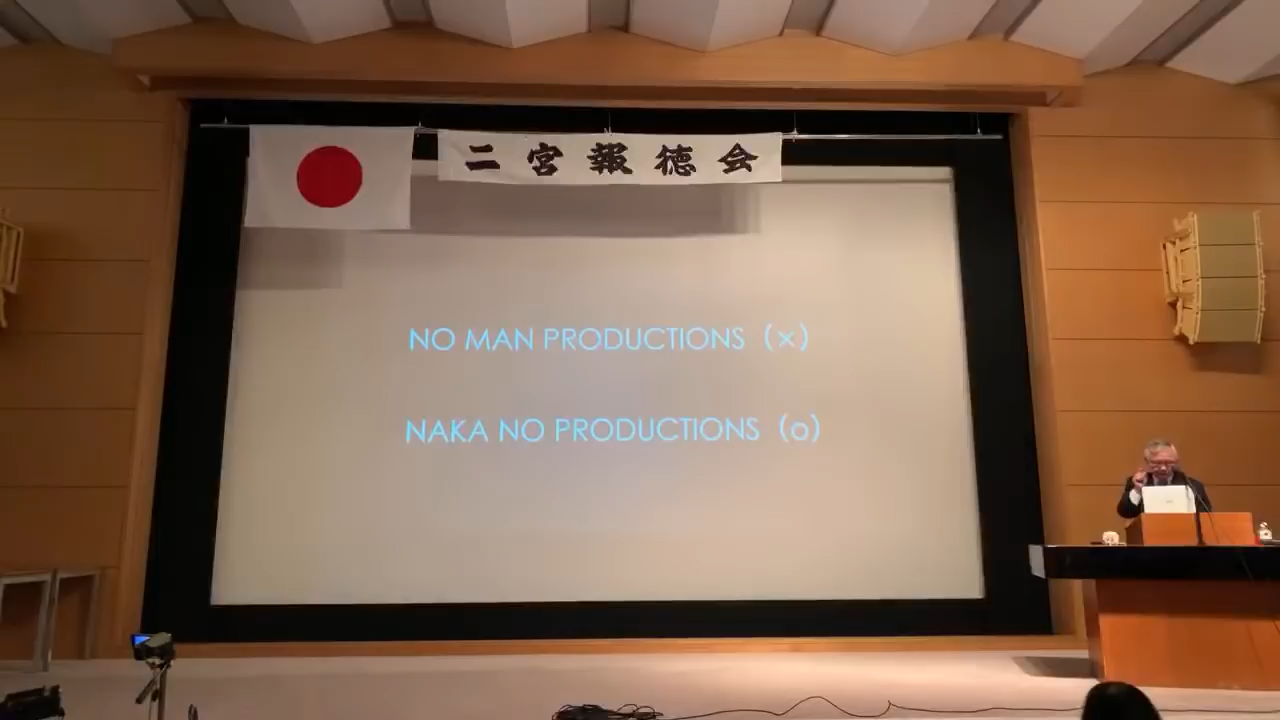 二宮報徳会
NO MAN PRODUCTIONS（×）
NAKA NO PRODUCTIONS（o）